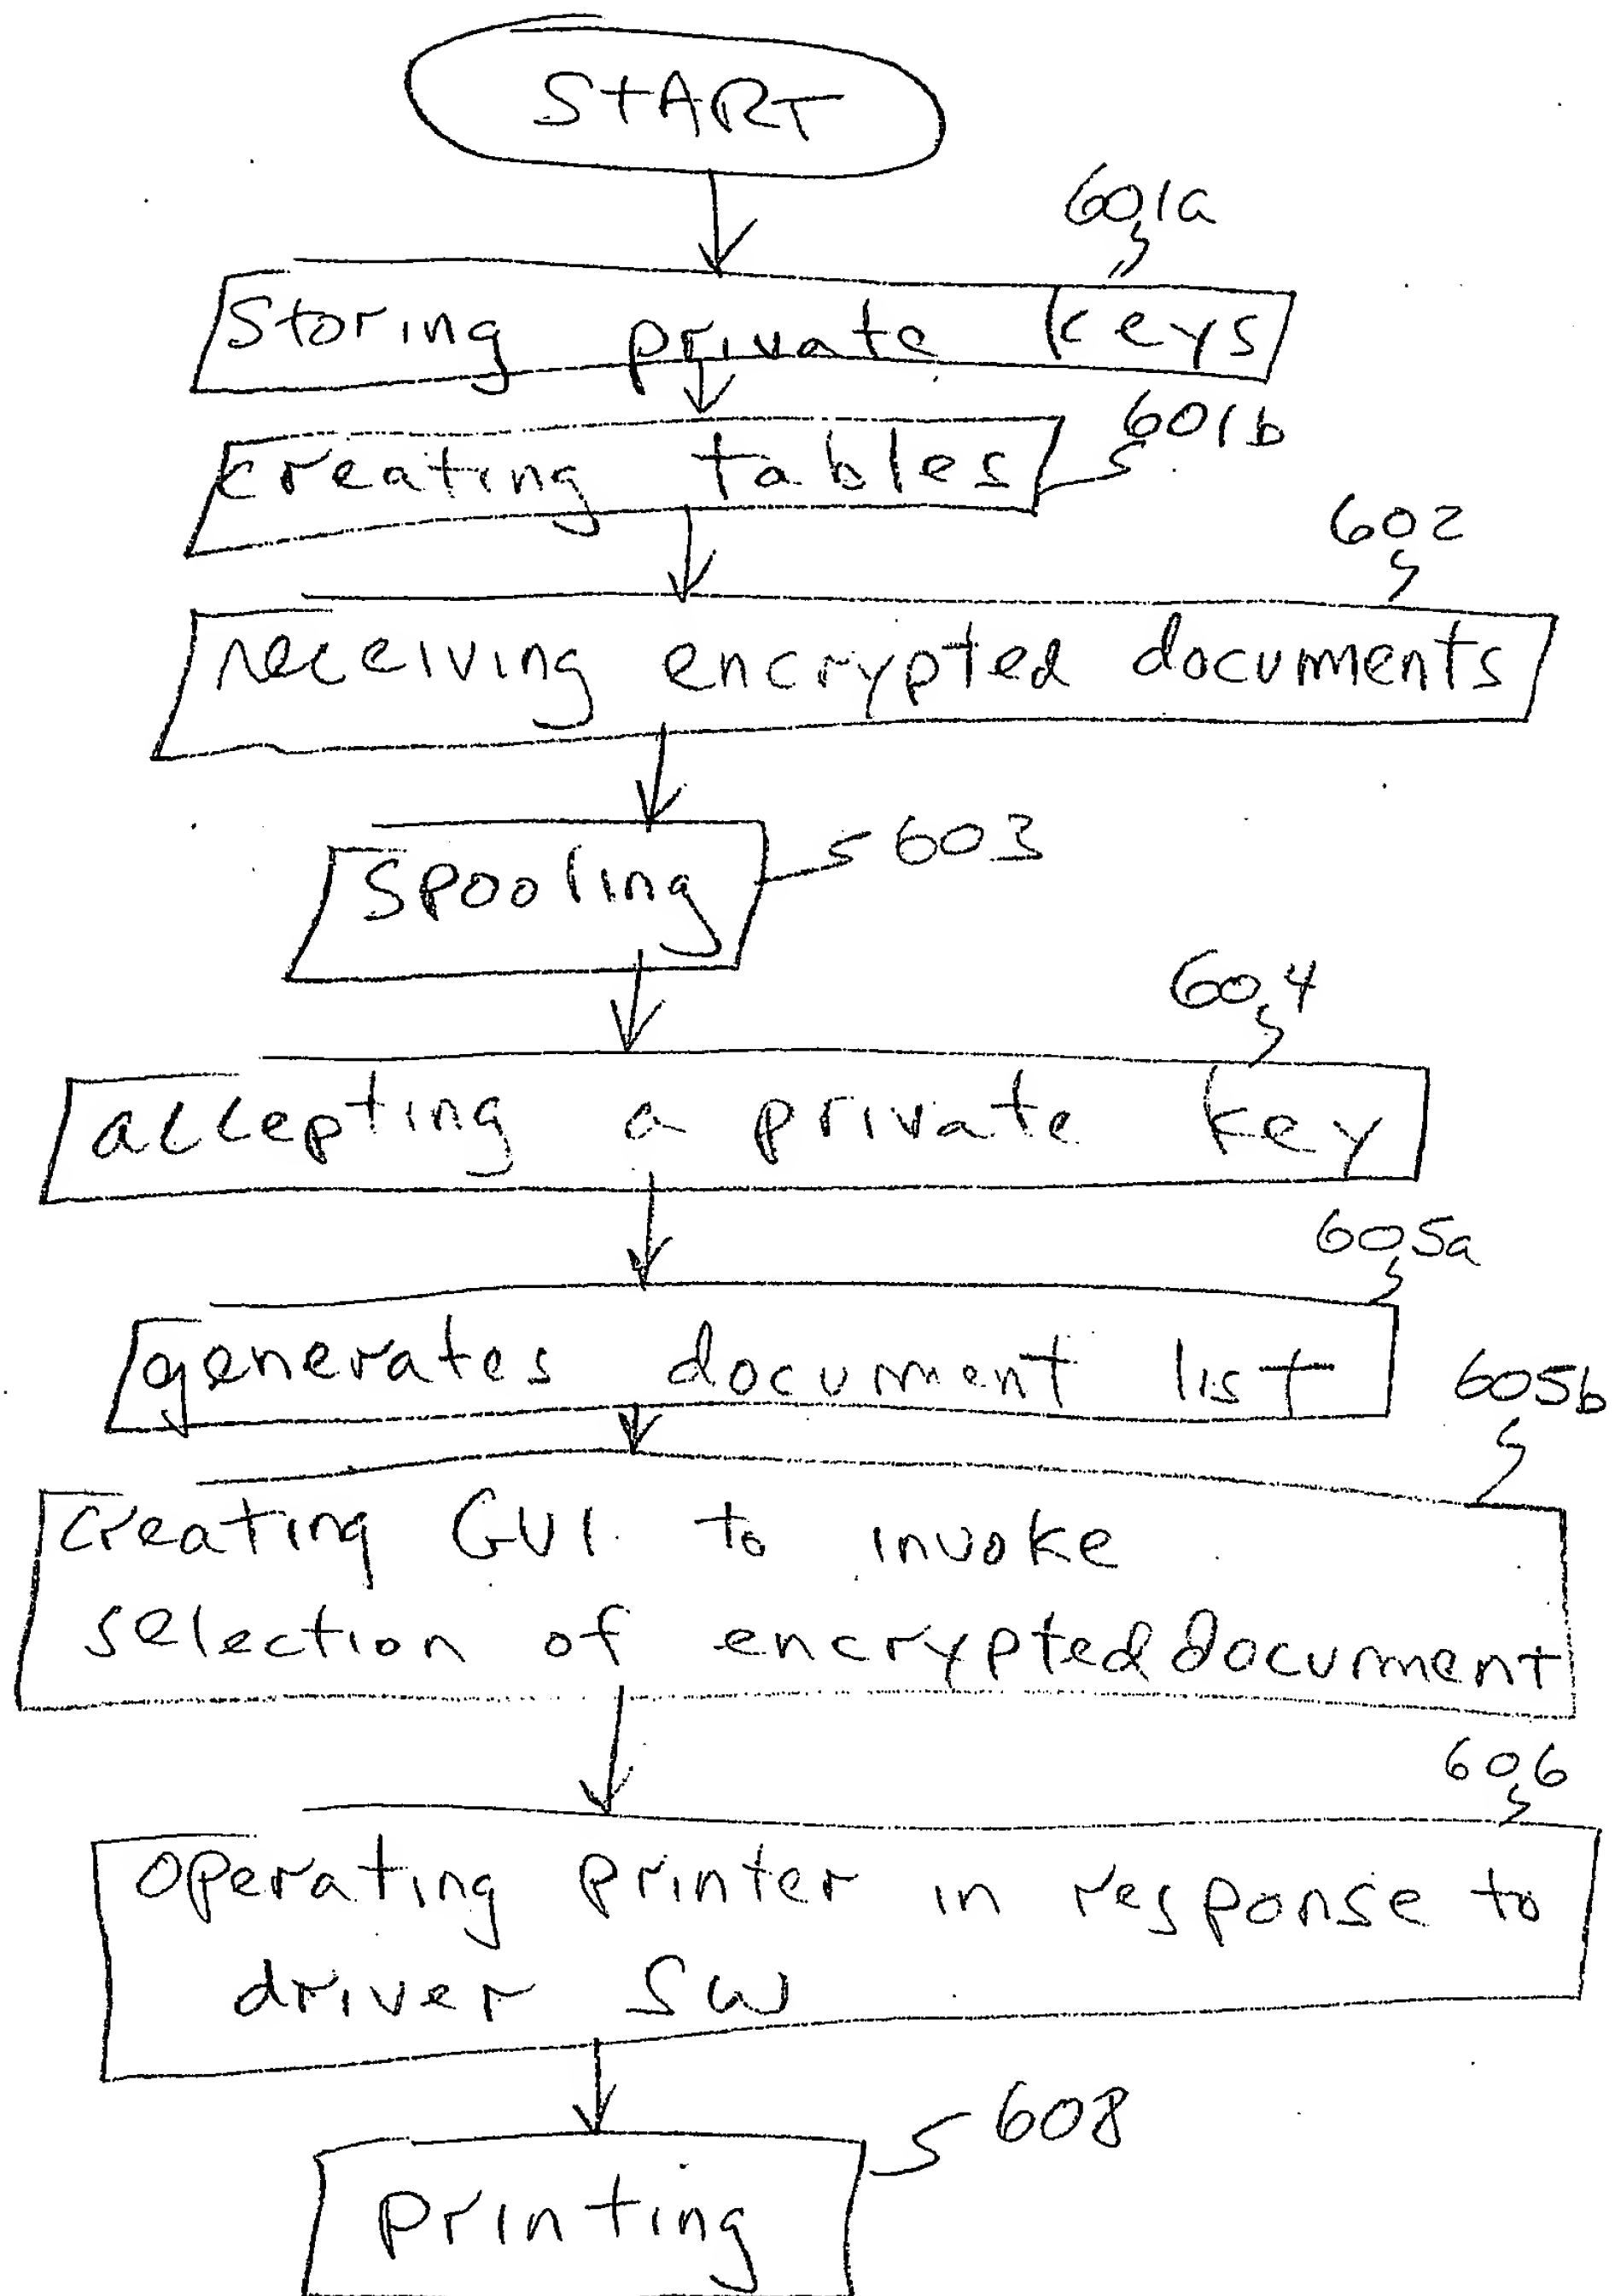 START
601a
Storing private keys
601b
creating tables
602
receiving encrypted documents
603
Spooling
604
accepting a private key
605a
generates document list
605b
creating GUI to invoke
selection of encrypted document
606
operating printer in response to
driver SW
608
printing